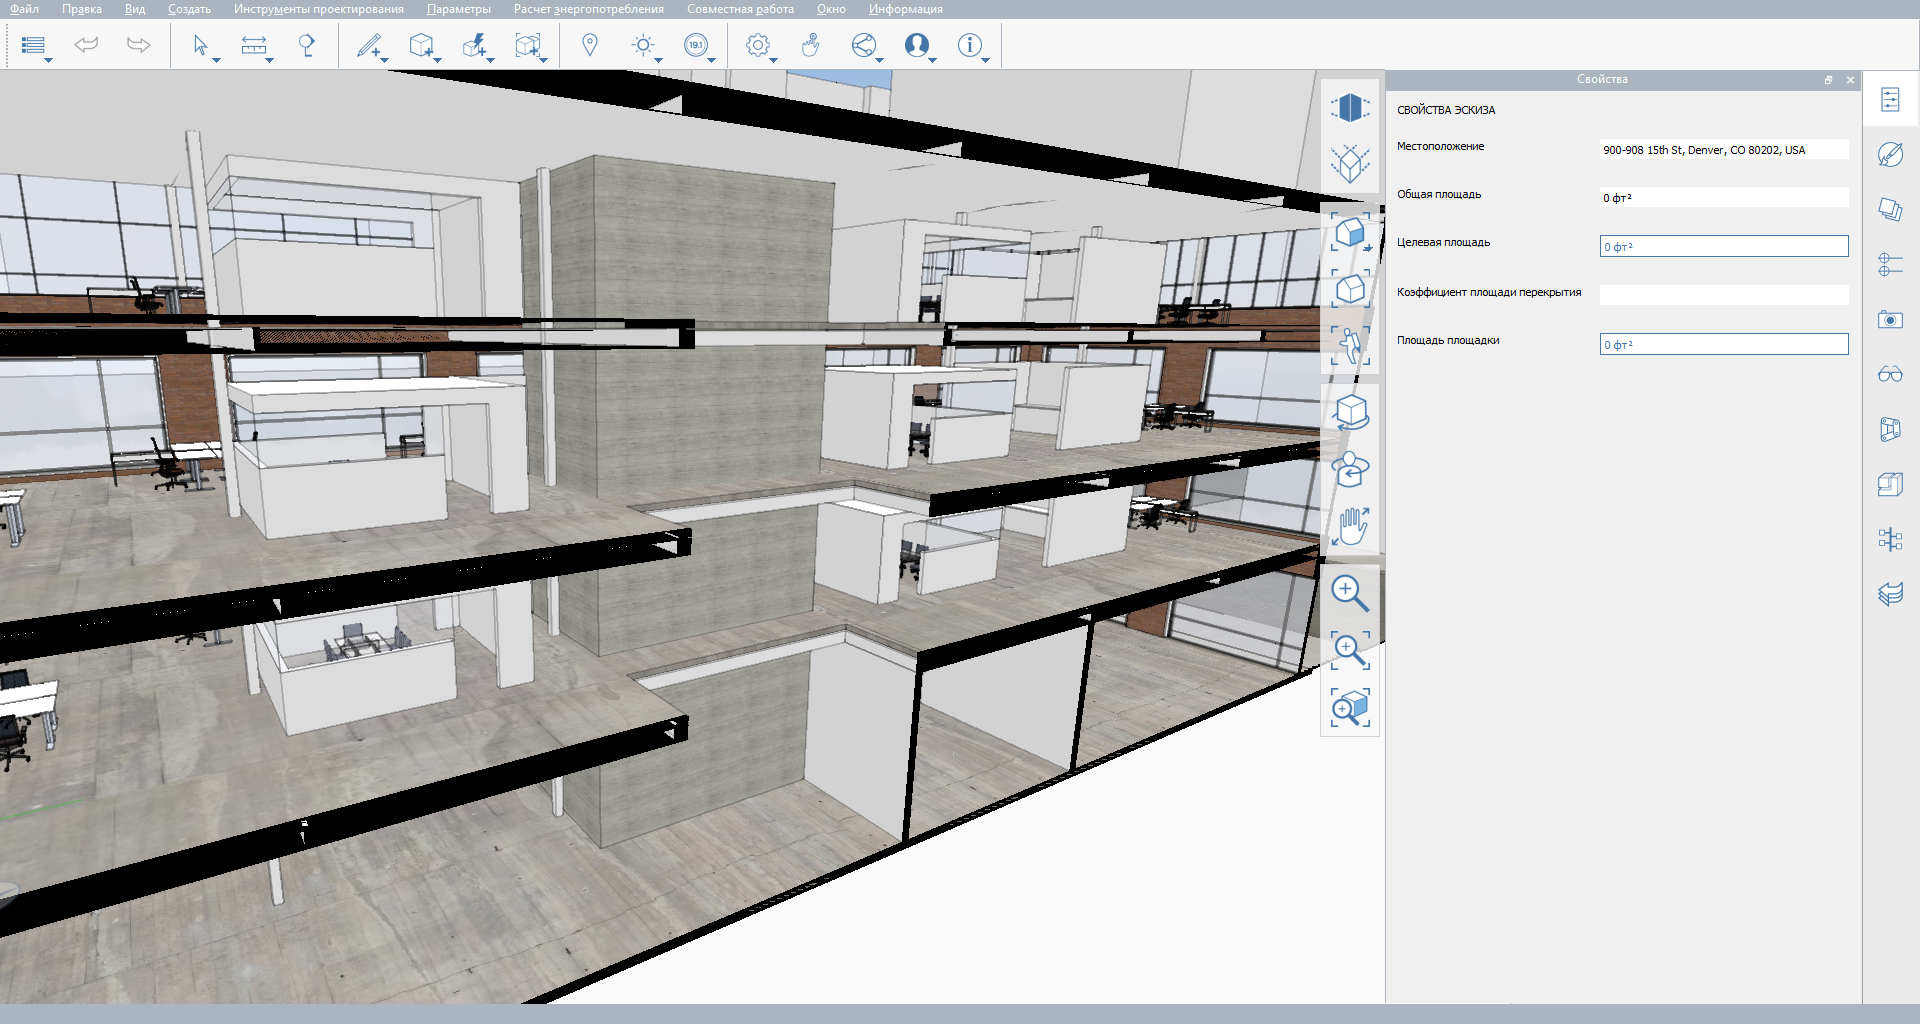 Файл Правка Вид Создать Инструменты проектирования Параметры Расчет энергопотребления Совместная работа Окно Информация
19.1
Свойства
СВОЙСТВА ЭСКИЗА
Местоположение 900-908 15th St, Denver, CO 80202, USA
Общая площадь 0 фт²
Целевая площадь 0 фт²
Коэффициент площади перекрытия
Площадь площадки 0 фт²